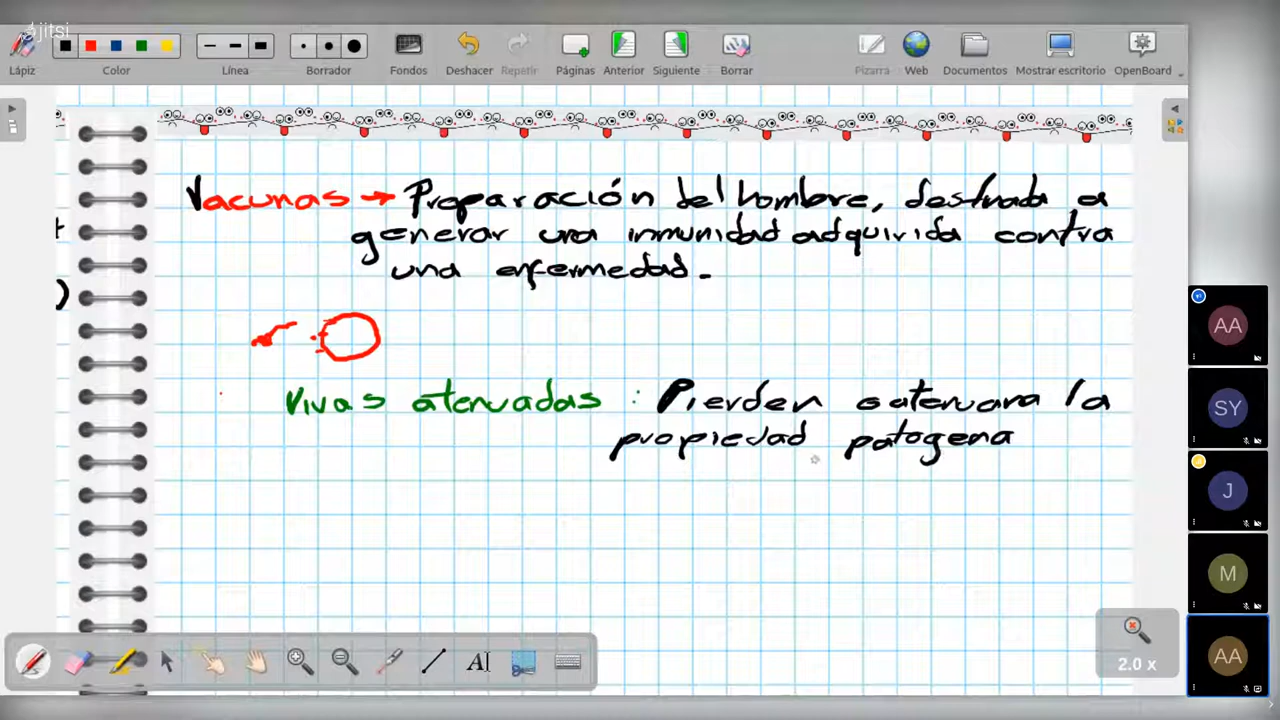 jitsi
Lápiz Color Línea Borrador Fondos Deshacer Repetir Páginas Anterior Siguiente Borrar Pizarra Web Documentos Mostrar escritorio OpenBoard
Vacunas → Preparación del hombre, destinada a
generar una inmunidad adquirida contra
una enfermedad.
)
Vivas atenuadas : Pierden o atenuara la
propiedad patogena
AA
SY
J
M
AA
2.0 x